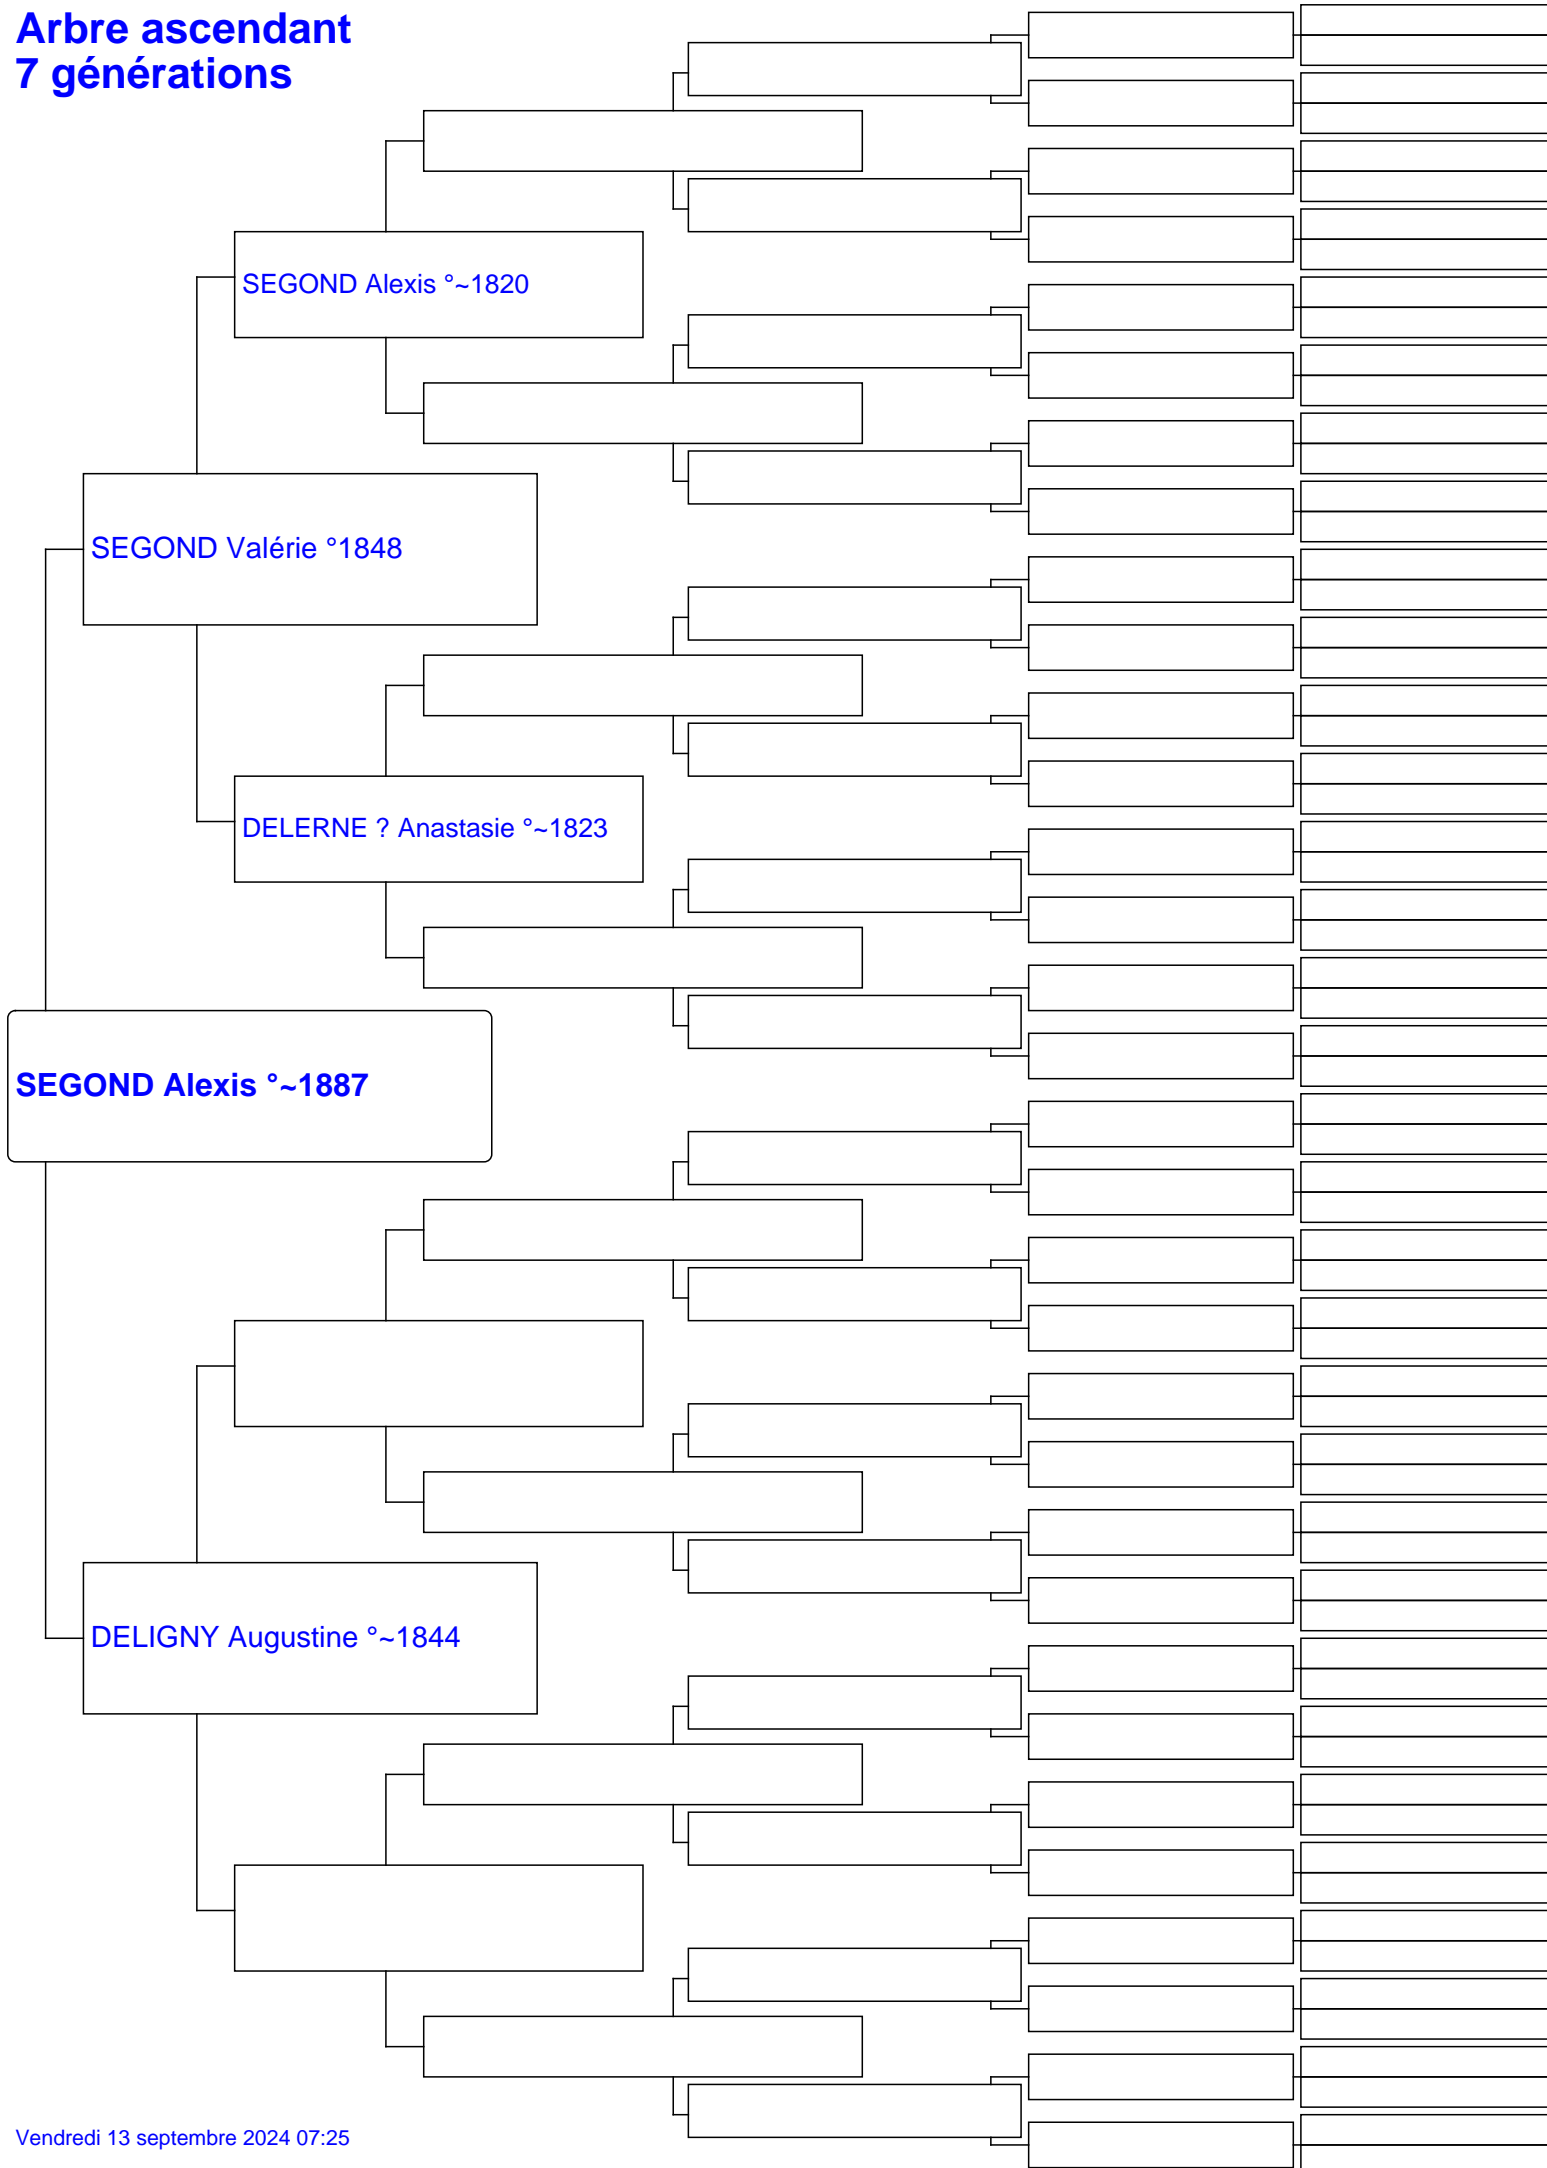 Arbre ascendant
7 générations
SEGOND Alexis °~1820
SEGOND Valérie °1848
DELERNE ? Anastasie °~1823
SEGOND Alexis °~1887
DELIGNY Augustine °~1844
Vendredi 13 septembre 2024 07:25